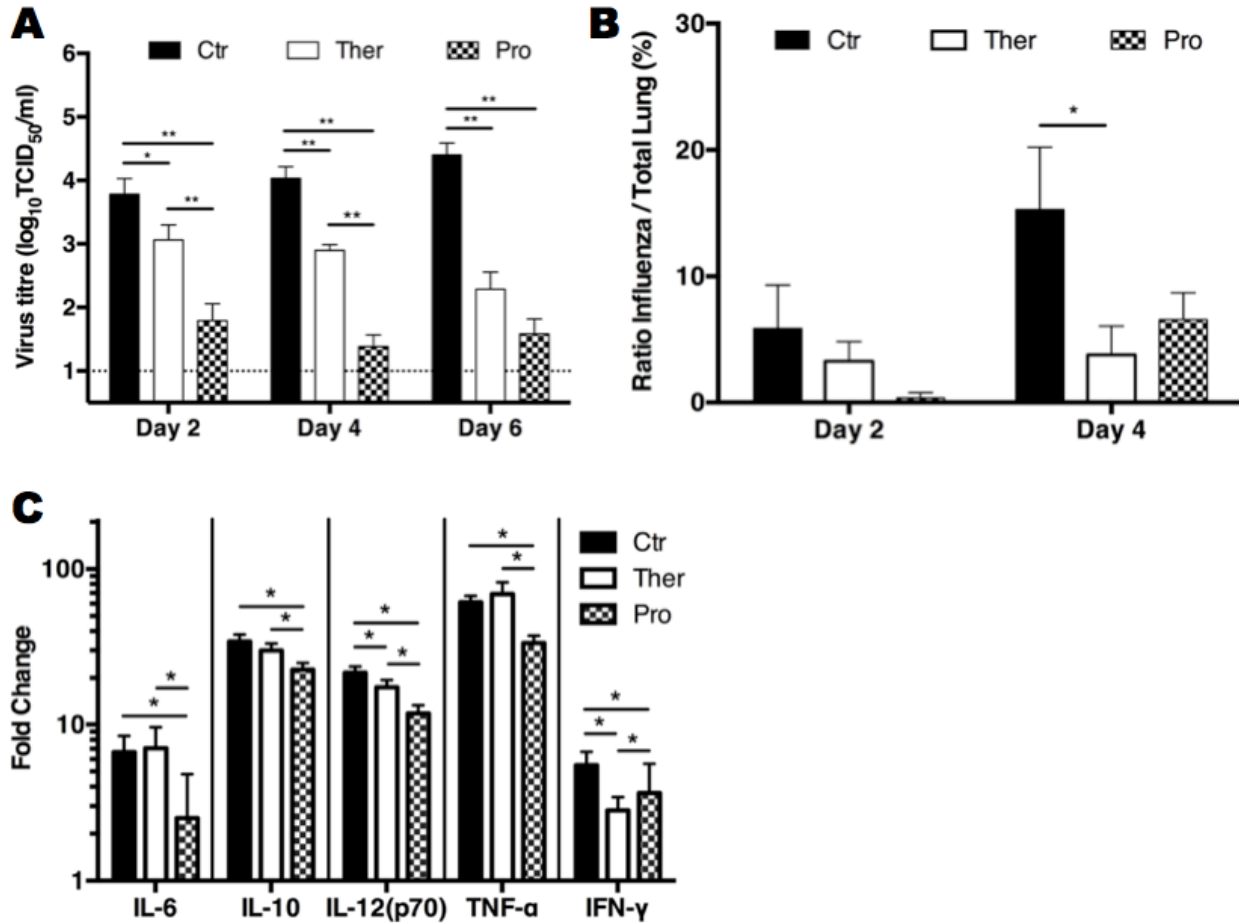 A
Ctr Ther Pro
Virus titre (log10TCID50/ml)
6
5
4
3
2
1
** * **
** ** **
** **
Day 2 Day 4 Day 6
B
Ctr Ther Pro
Ratio Influenza / Total Lung (%)
30
20
10
0
*
Day 2 Day 4
C
Ctr
Ther
Pro
Fold Change
100
10
1
* *
* *
* * *
* *
* * *
IL-6 IL-10 IL-12(p70) TNF-α IFN-γ